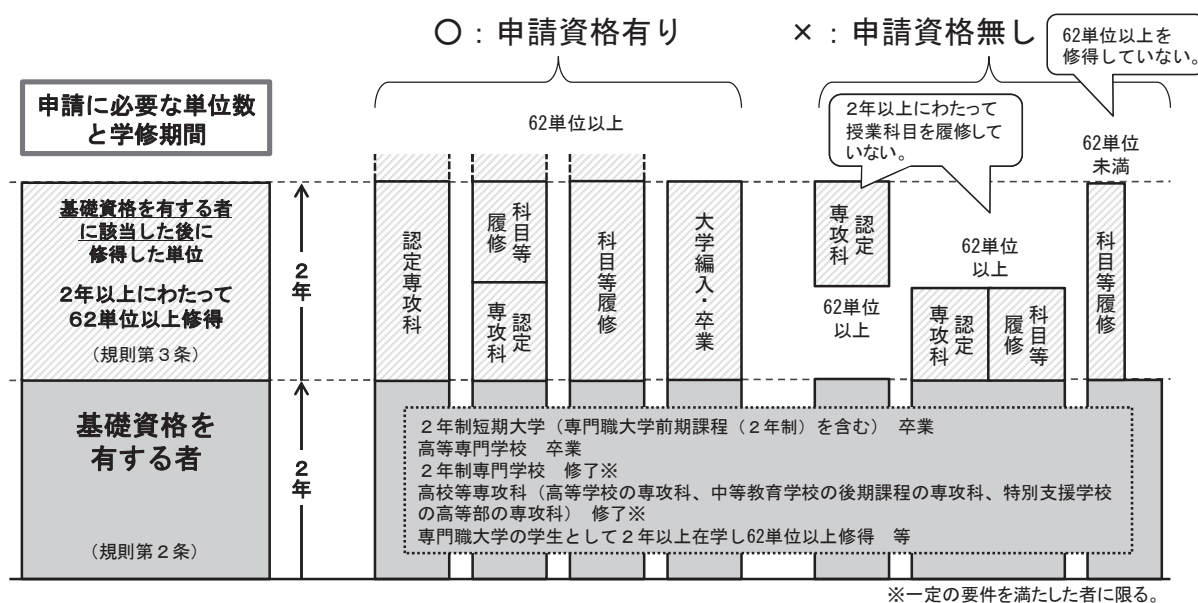 ○：申請資格有り
×：申請資格無し
62単位以上を
修得していない。
申請に必要な単位数
と学修期間
62単位以上
2年以上にわたって
授業科目を履修して
いない。
62単位
未満
基礎資格を有する者
に該当した後に
修得した単位
2年以上にわたって
62単位以上修得
（規則第３条）
２年
認定専攻科
科目等
履修
認定
専攻科
科目等履修
大学編入・卒業
認定
専攻科
62単位
以上
62単位
以上
認定
専攻科
科目等
履修
科目等履修
基礎資格を
有する者
（規則第２条）
２年
２年制短期大学（専門職大学前期課程（２年制）を含む） 卒業
高等専門学校 卒業
２年制専門学校 修了※
高校等専攻科（高等学校の専攻科、中等教育学校の後期課程の専攻科、特別支援学校
の高等部の専攻科） 修了※
専門職大学の学生として２年以上在学し62単位以上修得 等
※一定の要件を満たした者に限る。